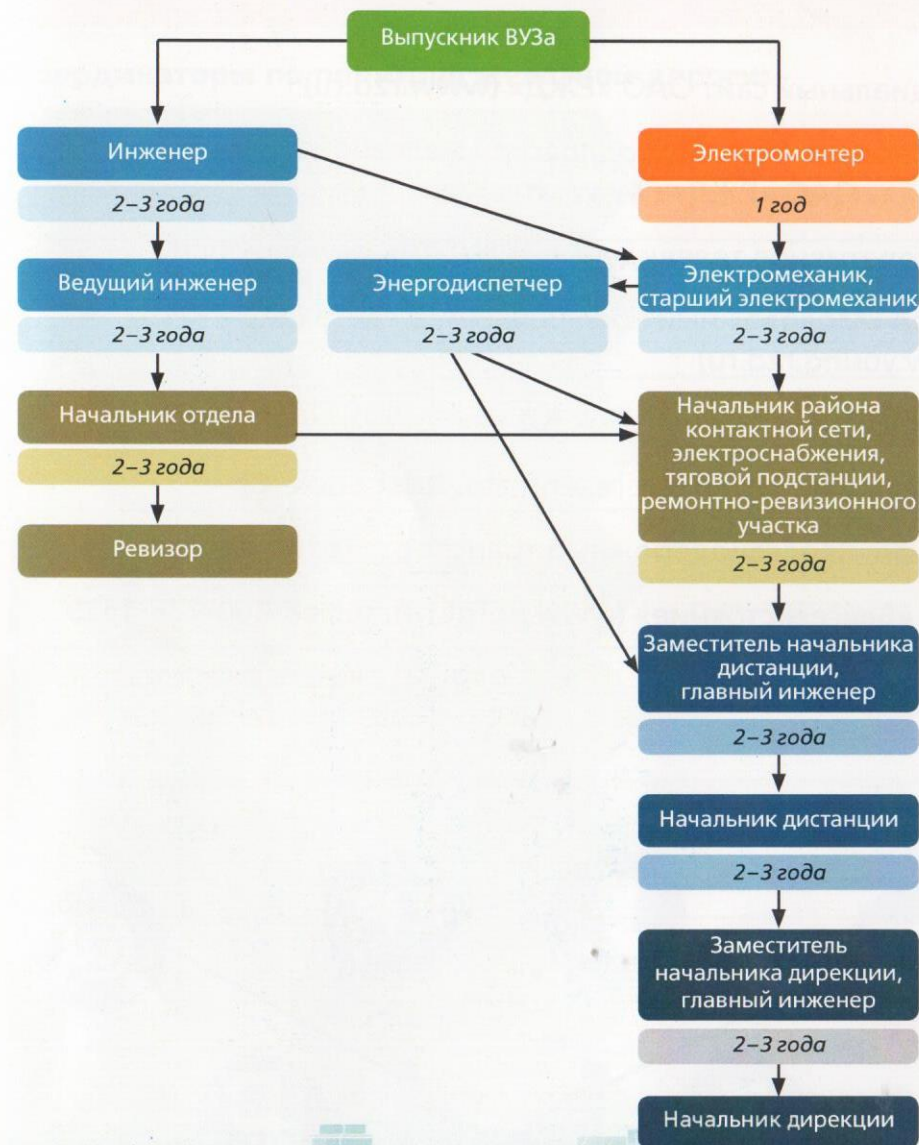 Выпускник ВУЗа
Инженер
2–3 года
Ведущий инженер
2–3 года
Начальник отдела
2–3 года
Ревизор
Энергодиспетчер
2–3 года
Электромонтер
1 год
Электромеханик,
старший электромеханик
2–3 года
Начальник района
контактной сети,
электроснабжения,
тяговой подстанции,
ремонтно-ревизионного
участка
2–3 года
Заместитель начальника
дистанции,
главный инженер
2–3 года
Начальник дистанции
2–3 года
Заместитель
начальника дирекции,
главный инженер
2–3 года
Начальник дирекции